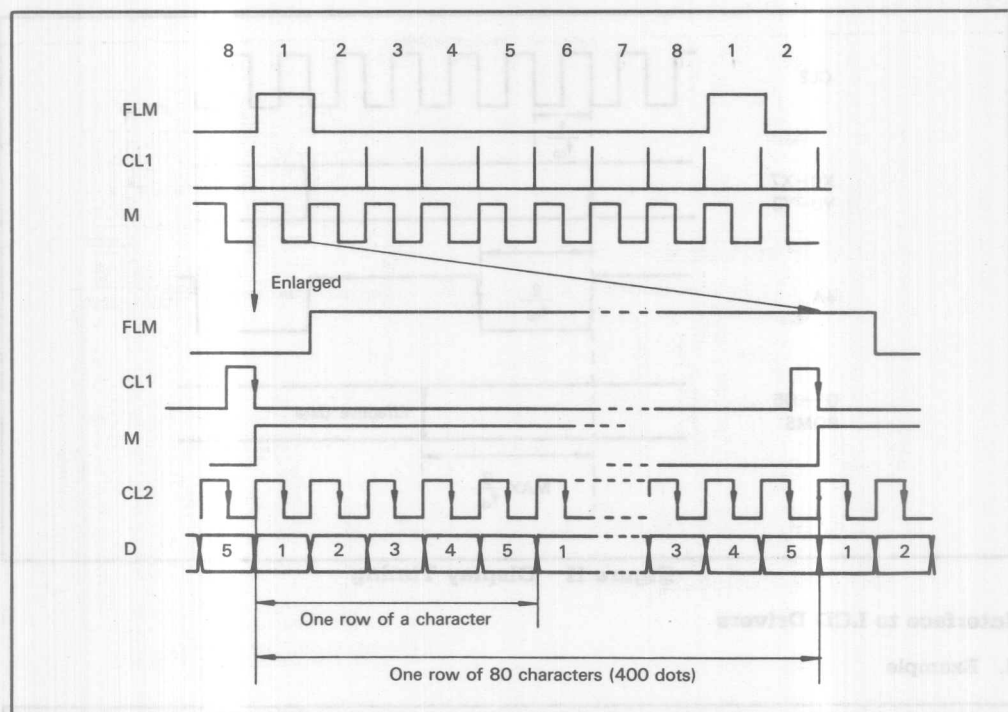 8 1 2 3 4 5 6 7 8 1 2
FLM
CL1
M
Enlarged
FLM
CL1
M
CL2
D 5 1 2 3 4 5 1 3 4 5 1 2
One row of a character
One row of 80 characters (400 dots)